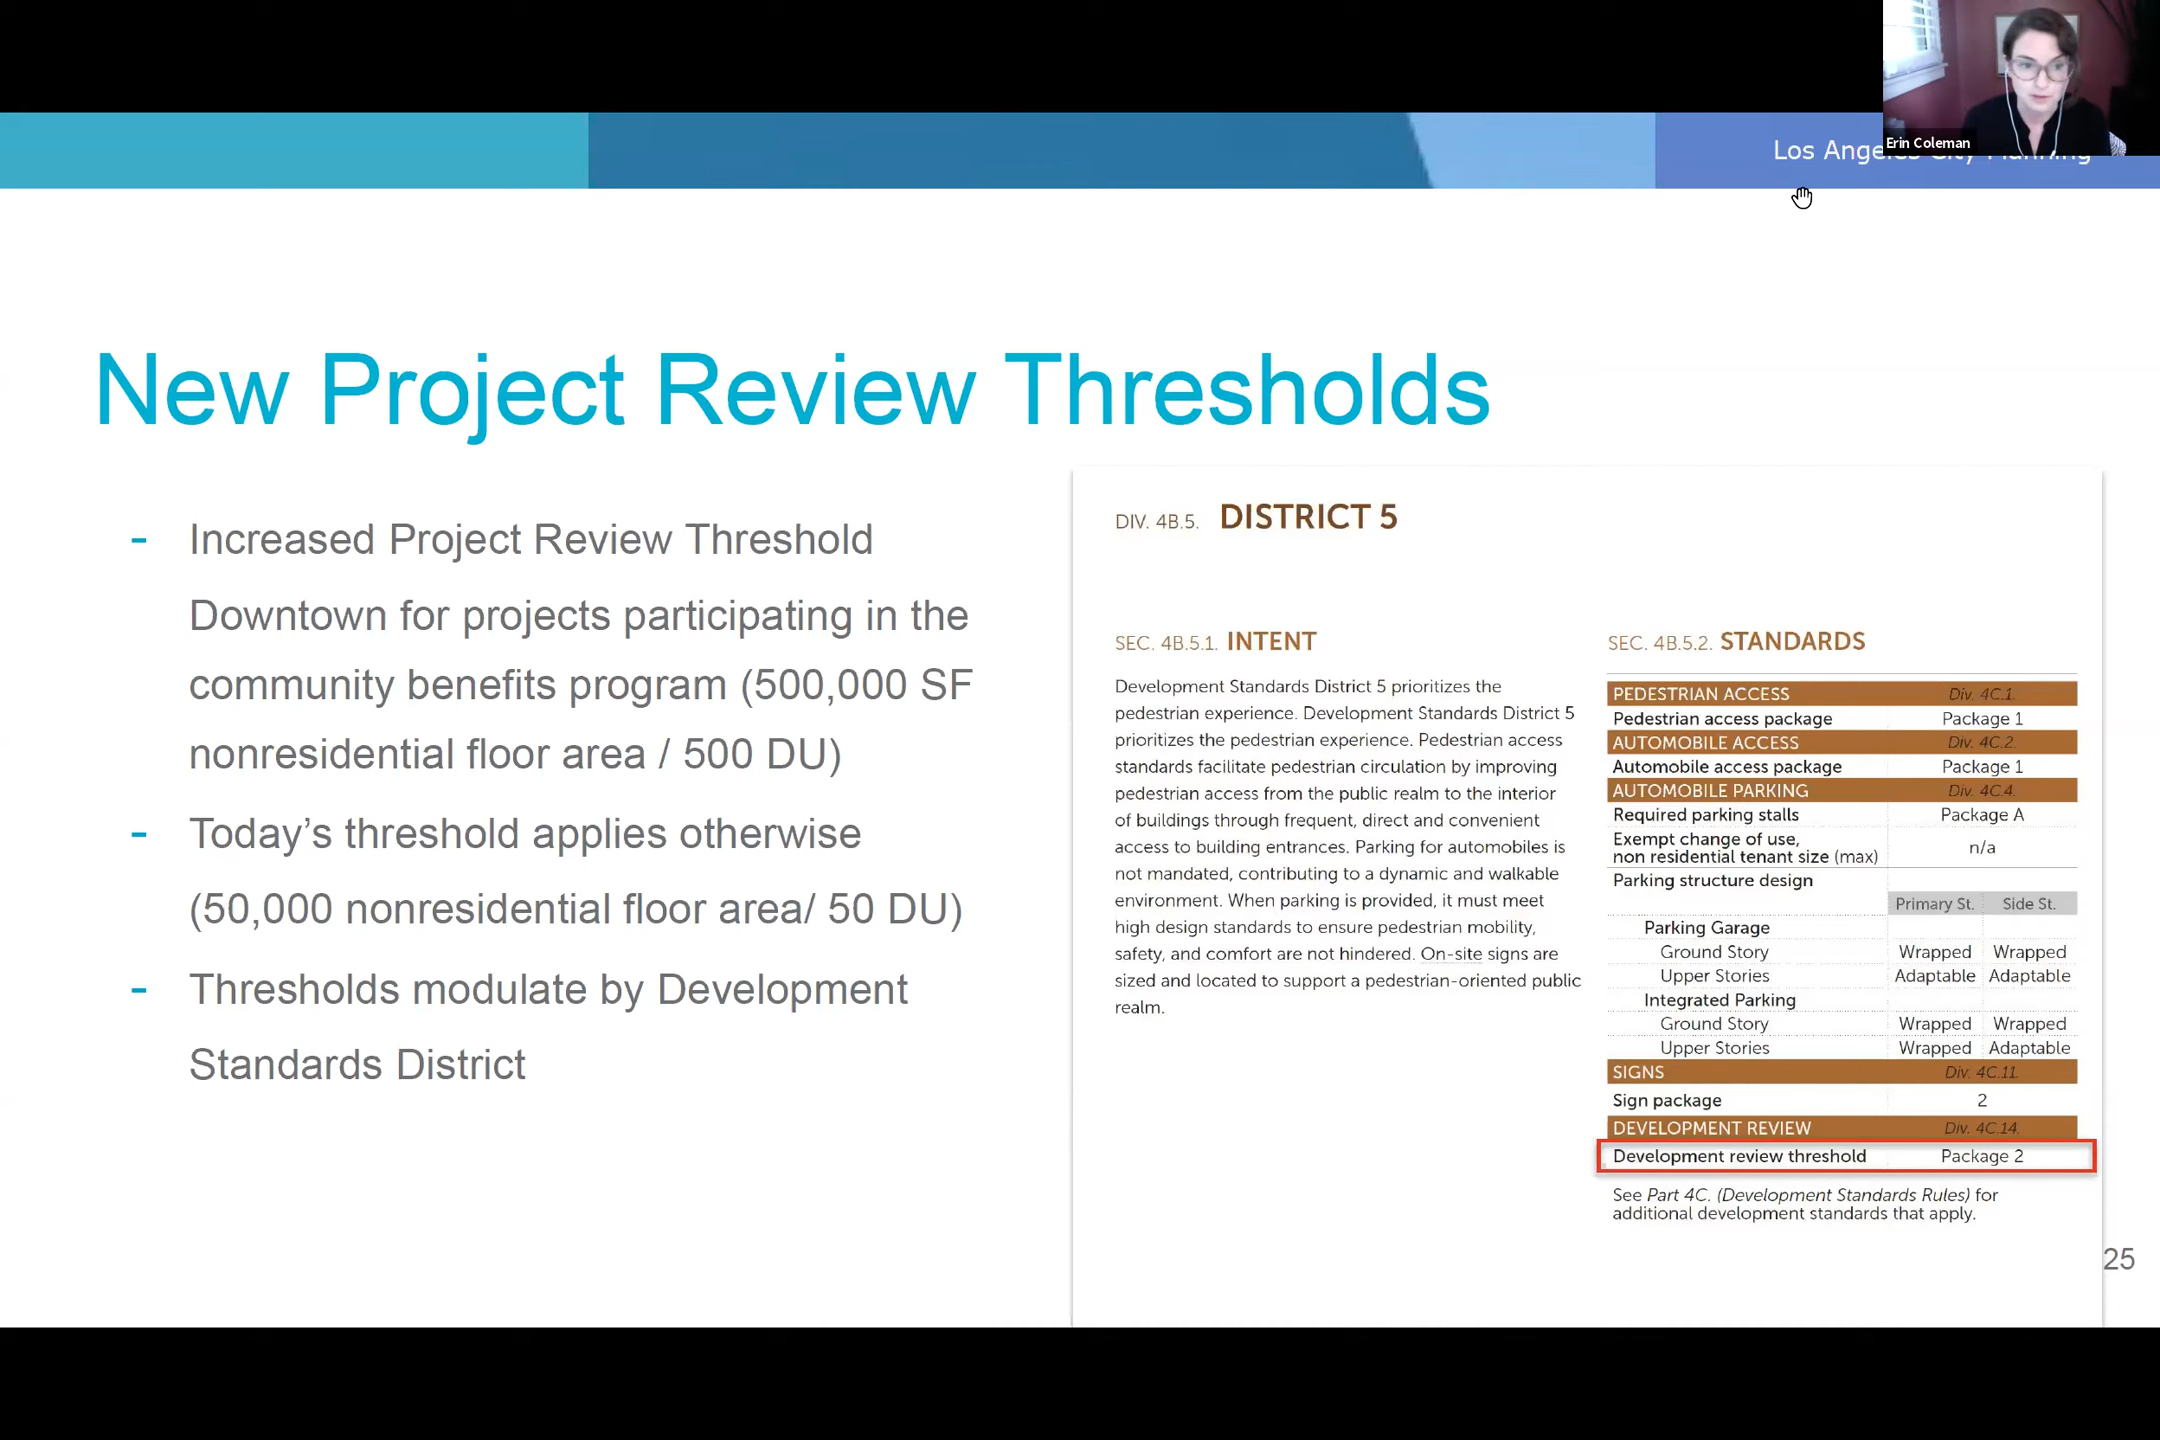 Los Angeles City Planning
Erin Coleman
New Project Review Thresholds
- Increased Project Review Threshold
Downtown for projects participating in the
community benefits program (500,000 SF
nonresidential floor area / 500 DU)
- Today’s threshold applies otherwise
(50,000 nonresidential floor area/ 50 DU)
- Thresholds modulate by Development
Standards District
DIV. 4B.5. DISTRICT 5
SEC. 4B.5.1. INTENT
Development Standards District 5 prioritizes the
pedestrian experience. Development Standards District 5
prioritizes the pedestrian experience. Pedestrian access
standards facilitate pedestrian circulation by improving
pedestrian access from the public realm to the interior
of buildings through frequent, direct and convenient
access to building entrances. Parking for automobiles is
not mandated, contributing to a dynamic and walkable
environment. When parking is provided, it must meet
high design standards to ensure pedestrian mobility,
safety, and comfort are not hindered. On-site signs are
sized and located to support a pedestrian-oriented public
realm.
SEC. 4B.5.2. STANDARDS
PEDESTRIAN ACCESS Div. 4C.1.
Pedestrian access package Package 1
AUTOMOBILE ACCESS Div. 4C.2.
Automobile access package Package 1
AUTOMOBILE PARKING Div. 4C.4.
Required parking stalls Package A
Exempt change of use,
non residential tenant size (max) n/a
Parking structure design
Primary St. Side St.
Parking Garage
Ground Story Wrapped Wrapped
Upper Stories Adaptable Adaptable
Integrated Parking
Ground Story Wrapped Wrapped
Upper Stories Wrapped Adaptable
SIGNS Div. 4C.11.
Sign package 2
DEVELOPMENT REVIEW Div. 4C.14.
Development review threshold Package 2
See Part 4C. (Development Standards Rules) for
additional development standards that apply.
25